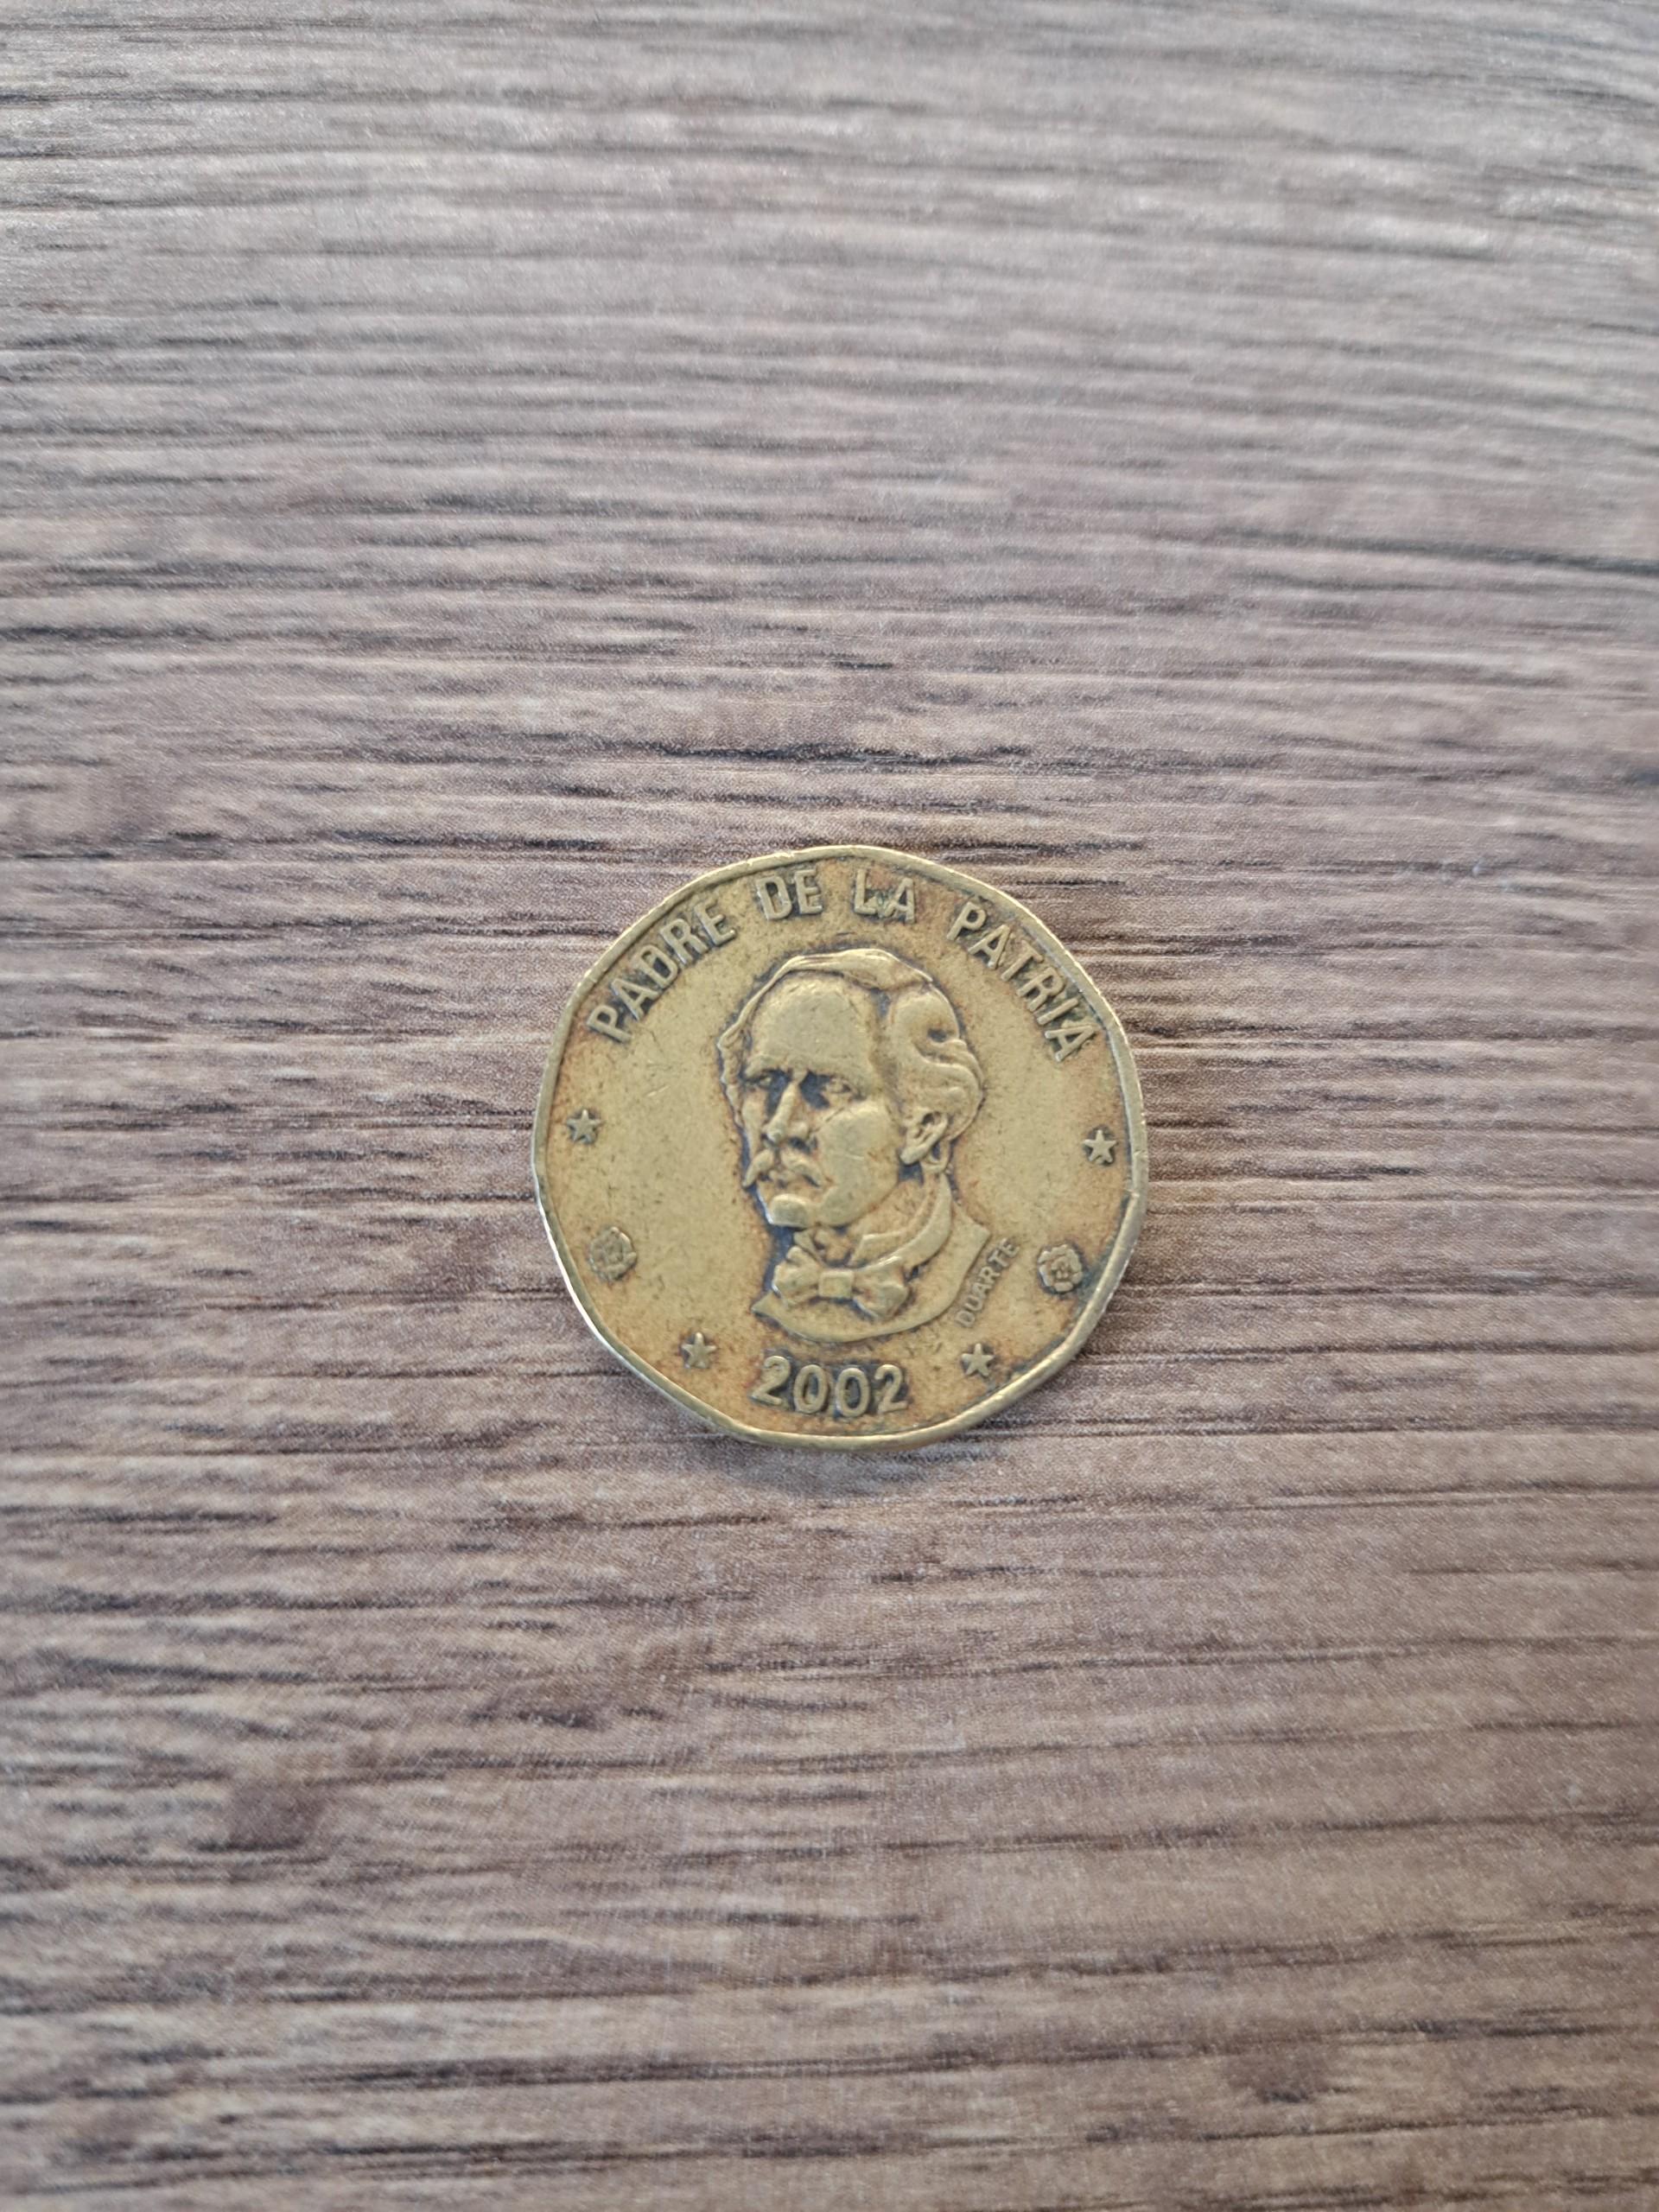 PADRE DE LA PATRIA
DUARTE
2002